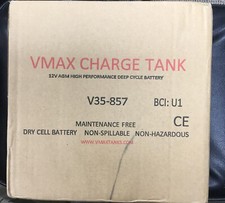 VMAX CHARGE TANK
12V AGM HIGH PERFORMANCE DEEP CYCLE BATTERY
V35-857 BCI: U1
MAINTENANCE FREE CE
DRY CELL BATTERY NON-SPILLABLE NON-HAZARDOUS
WWW.VMAXTANKS.COM